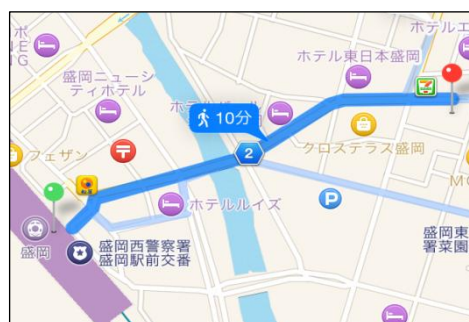 ホテルエ
ホテル東日本盛岡
盛岡ニューシ
ティホテル
10分
クロステラス盛岡
フェザン
2
P
ホテルルイズ
盛岡
盛岡西警察署
盛岡駅前交番
盛岡東
署菜園